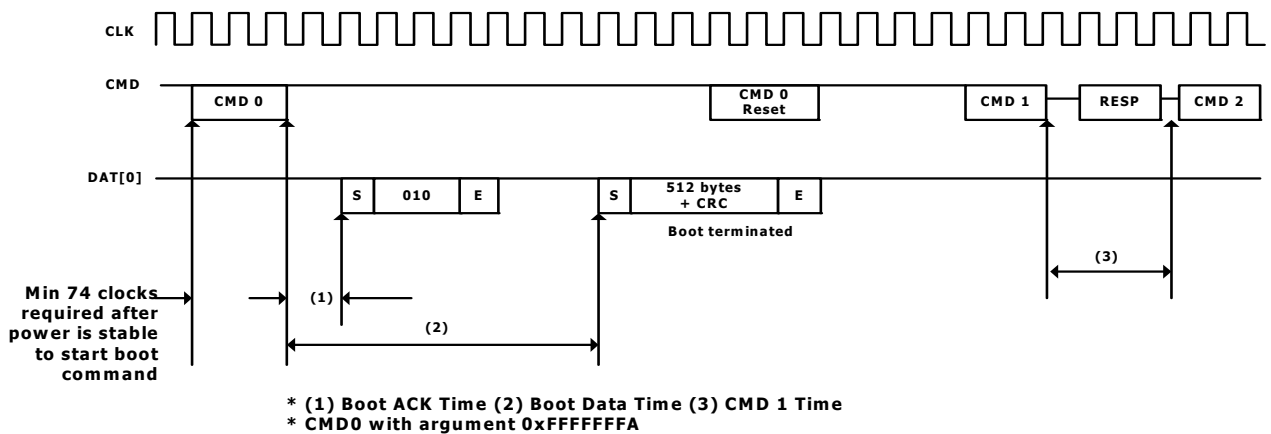 CLK
CMD
CMD 0
CMD 0
Reset
CMD 1
RESP
CMD 2
DAT[0]
S
010
E
S
512 bytes
+ CRC
E
Boot terminated
(3)
Min 74 clocks
required after
power is stable
to start boot
command
(1)
(2)
* (1) Boot ACK Time (2) Boot Data Time (3) CMD 1 Time
* CMD0 with argument 0xFFFFFFFA